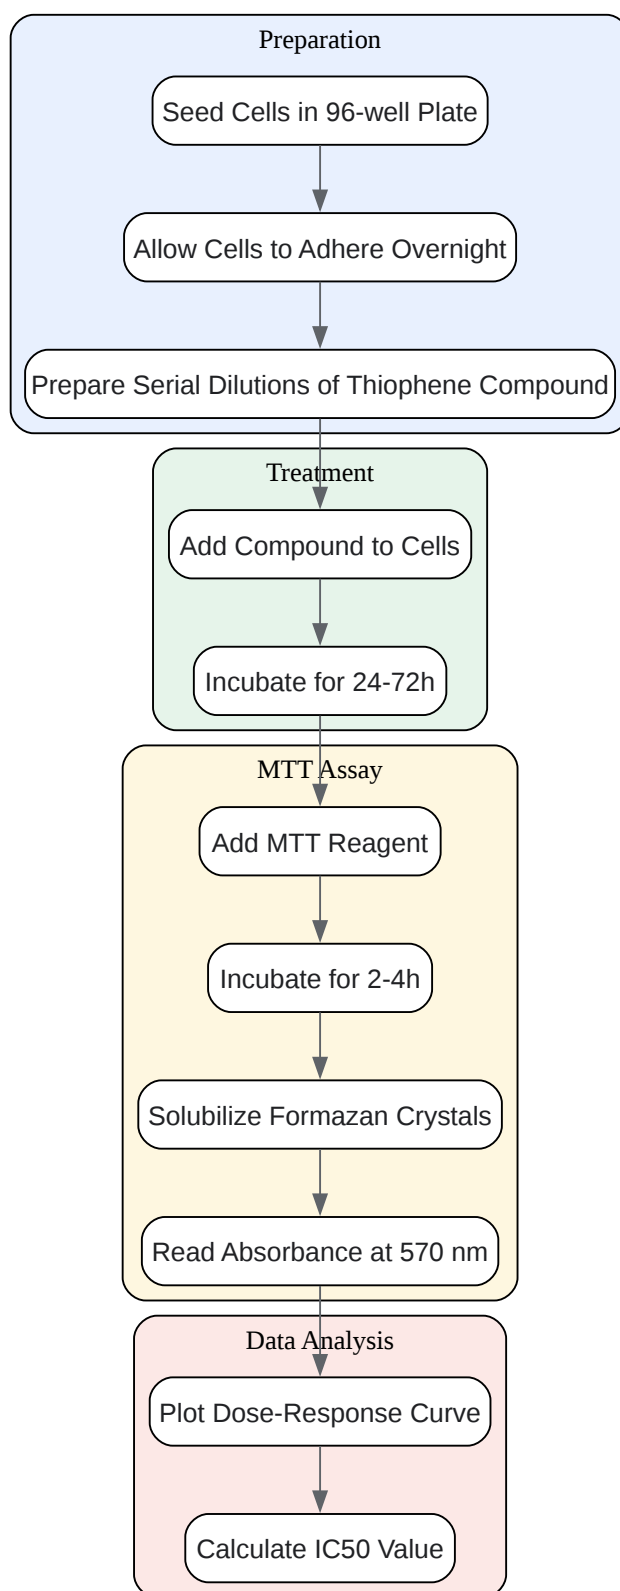 Preparation
Seed Cells in 96-well Plate
Allow Cells to Adhere Overnight
Prepare Serial Dilutions of Thiophene Compound
Treatment
Add Compound to Cells
Incubate for 24-72h
MTT Assay
Add MTT Reagent
Incubate for 2-4h
Solubilize Formazan Crystals
Read Absorbance at 570 nm
Data Analysis
Plot Dose-Response Curve
Calculate IC50 Value